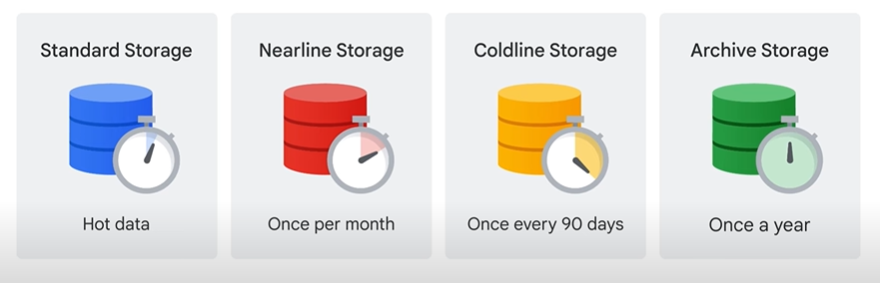 Standard Storage
Nearline Storage
Coldline Storage
Archive Storage
Hot data
Once per month
Once every 90 days
Once a year